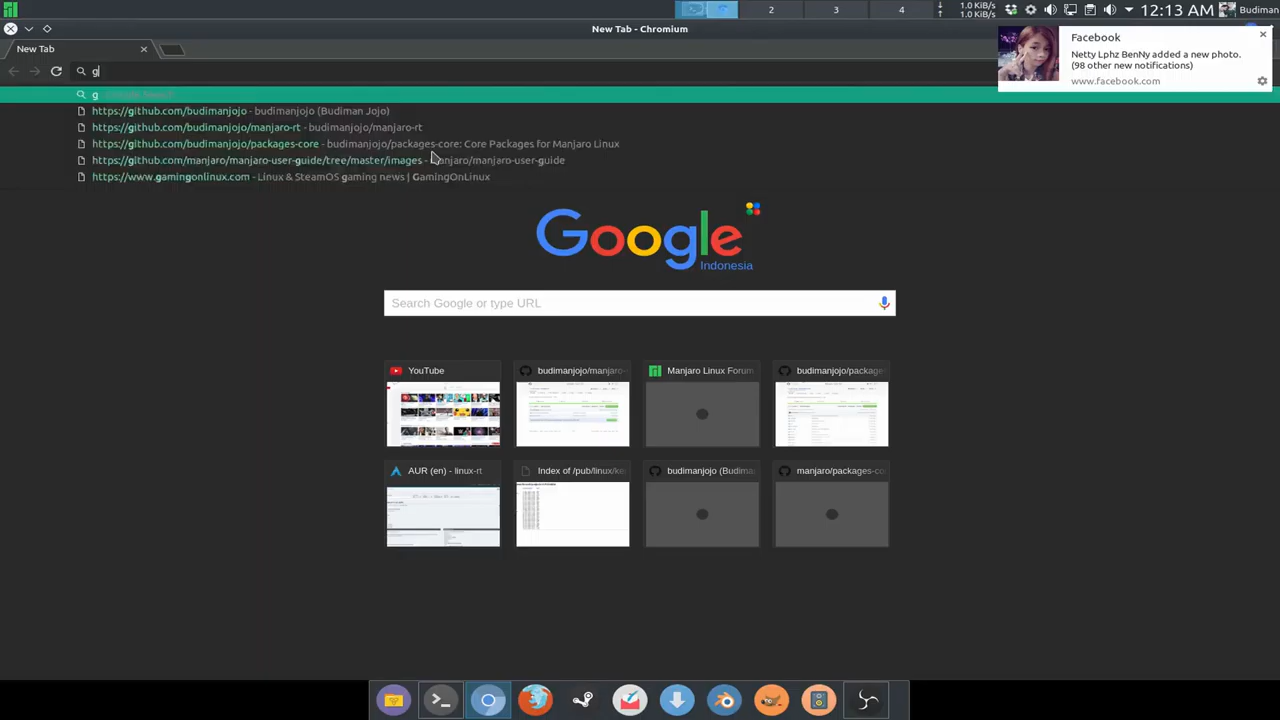 2
3
4
1.0 KiB/s
1.0 KiB/s
12:13 AM
Budiman
New Tab - Chromium
New Tab
g
g
https://github.com/budimanjojo - budimanjojo (Budiman Jojo)
https://github.com/budimanjojo/manjaro-rt - budimanjojo/manjaro-rt
https://github.com/budimanjojo/packages-core - budimanjojo/packages-core: Core Packages for Manjaro Linux
https://github.com/manjaro/manjaro-user-guide/tree/master/images - manjaro/manjaro-user-guide
https://www.gamingonlinux.com - Linux & SteamOS gaming news | GamingOnLinux
Facebook
Netty Lphz BenNy added a new photo.
(98 other new notifications)
www.facebook.com
Google
Indonesia
Search Google or type URL
YouTube
budimanjojo/manjaro-
Manjaro Linux Forum
budimanjojo/package
AUR (en) - linux-rt
Index of /pub/linux/ke
budimanjojo (Budima
manjaro/packages-co